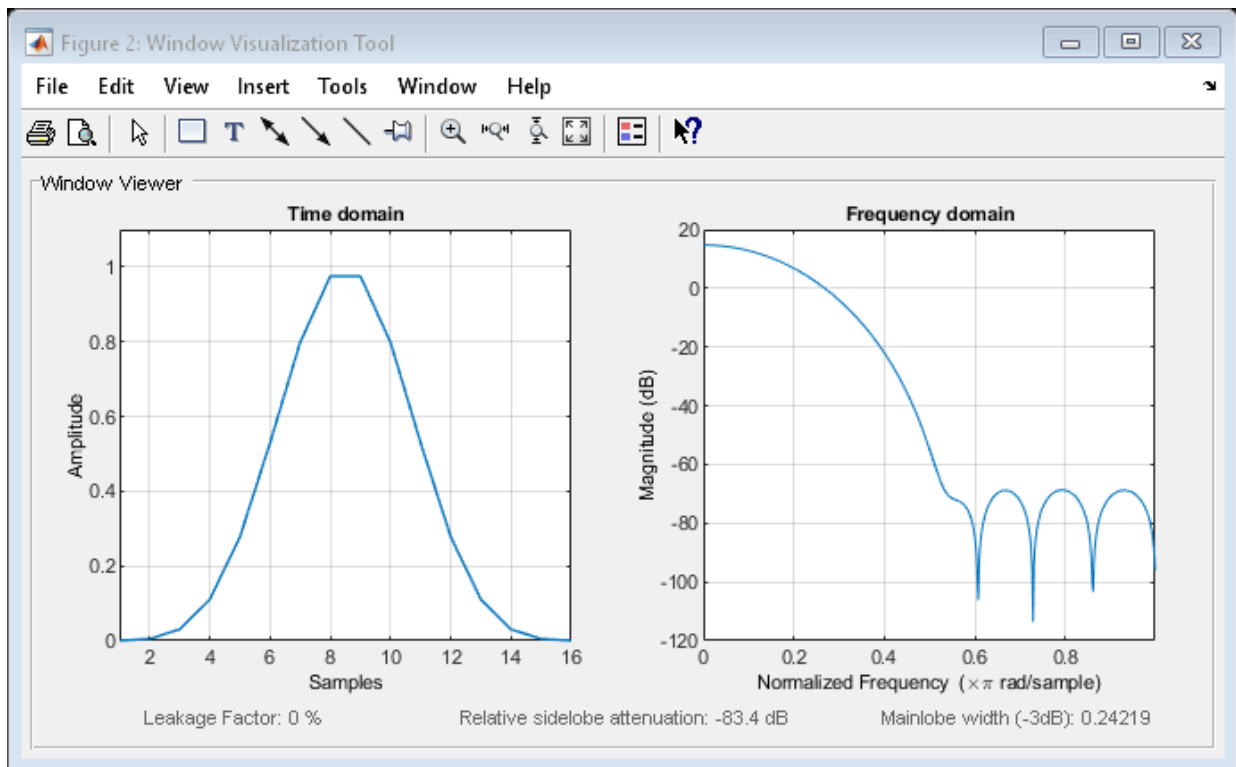 Figure 2: Window Visualization Tool
File Edit View Insert Tools Window Help
T
?
Window Viewer
Time domain
Amplitude
1
0.8
0.6
0.4
0.2
0
2 4 6 8 10 12 14 16
Samples
Frequency domain
Magnitude (dB)
20
0
-20
-40
-60
-80
-100
-120
0 0.2 0.4 0.6 0.8
Normalized Frequency (×π rad/sample)
Leakage Factor: 0 % Relative sidelobe attenuation: -83.4 dB Mainlobe width (-3dB): 0.24219